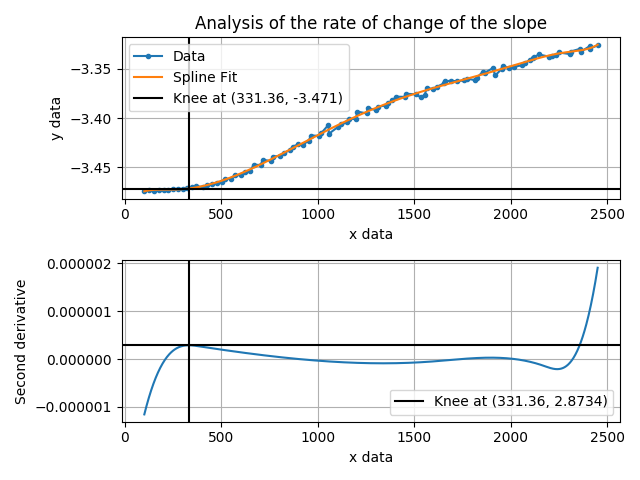 Analysis of the rate of change of the slope
−3.35
−3.40
−3.45
y data
Data
Spline Fit
Knee at (331.36, -3.471)
0
500
1000
1500
2000
2500
x data
0.000002
0.000001
0.000000
−0.000001
Second derivative
Knee at (331.36, 2.8734)
0
500
1000
1500
2000
2500
x data